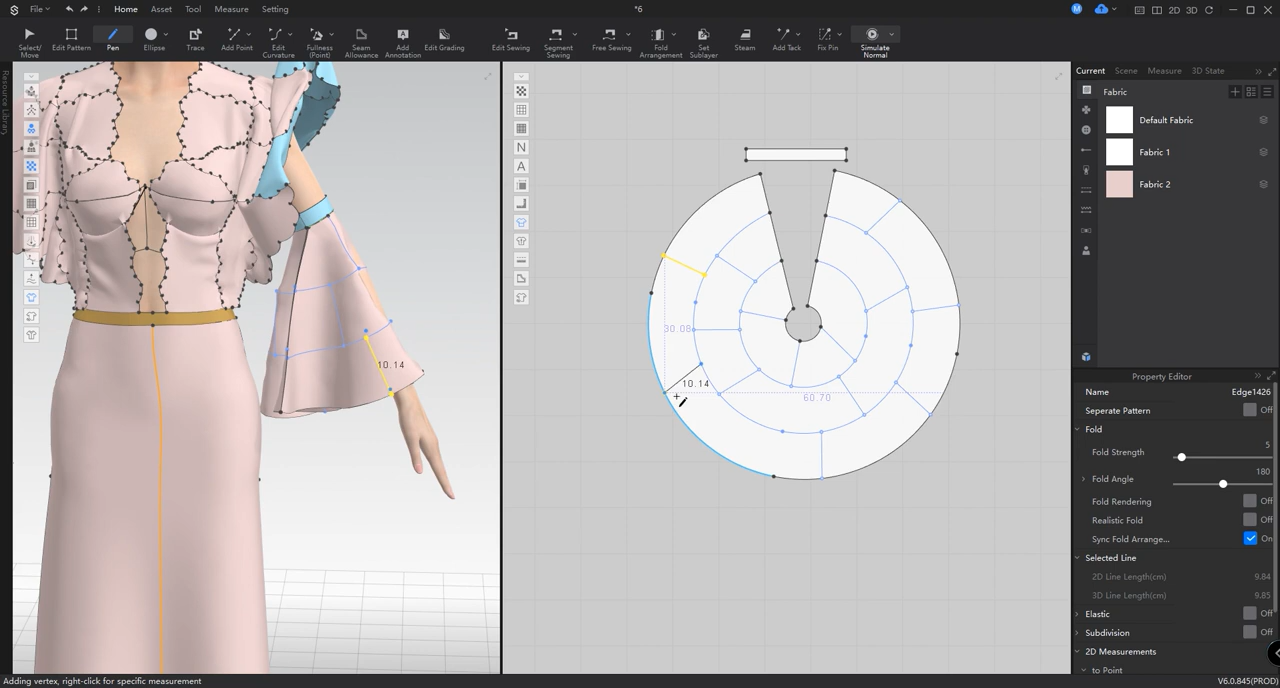 File
Home
Asset
Tool
Measure
Setting
*6
M
2D
3D
Select/
Move
Edit Pattern
Pen
Ellipse
Trace
Add Point
Edit
Curvature
Fullness
(Point)
Seam
Allowance
Add
Annotation
Edit Grading
Edit Sewing
Segment
Sewing
Free Sewing
Fold
Arrangement
Set
Sublayer
Steam
Add Tack
Fix Pin
Simulate
Normal
Resource Library
N
A
10.14
30.08
10.14
60.70
Current
Scene
Measure
3D State
Fabric
Default Fabric
Fabric 1
Fabric 2
Property Editor
Name
Edge1426
Seperate Pattern
Off
Fold
Fold Strength
5
Fold Angle
180
Fold Rendering
Off
Realistic Fold
Off
Sync Fold Arrange...
On
Selected Line
2D Line Length(cm)
9.84
3D Line Length(cm)
9.85
Elastic
Off
Subdivision
Off
2D Measurements
to Point
Adding vertex, right-click for specific measurement
V6.0.845(PROD)